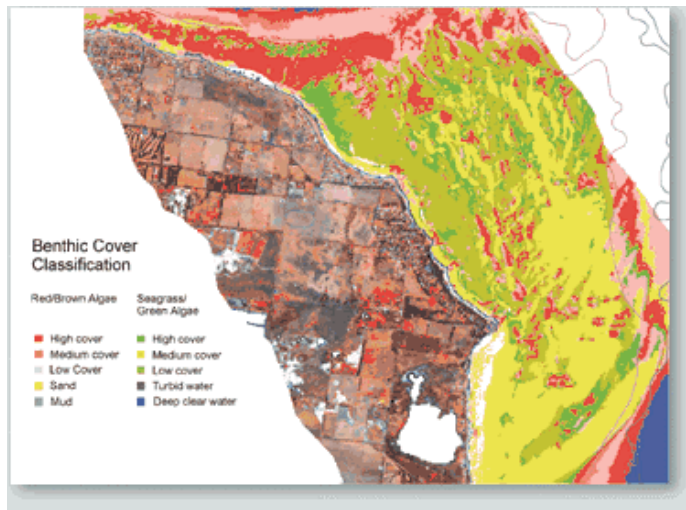 Benthic Cover
Classification
Red/Brown Algae
Seagrass/
Green Algae
High cover
Medium cover
Low Cover
Sand
Mud
High cover
Medium cover
Low cover
Turbid water
Deep clear water